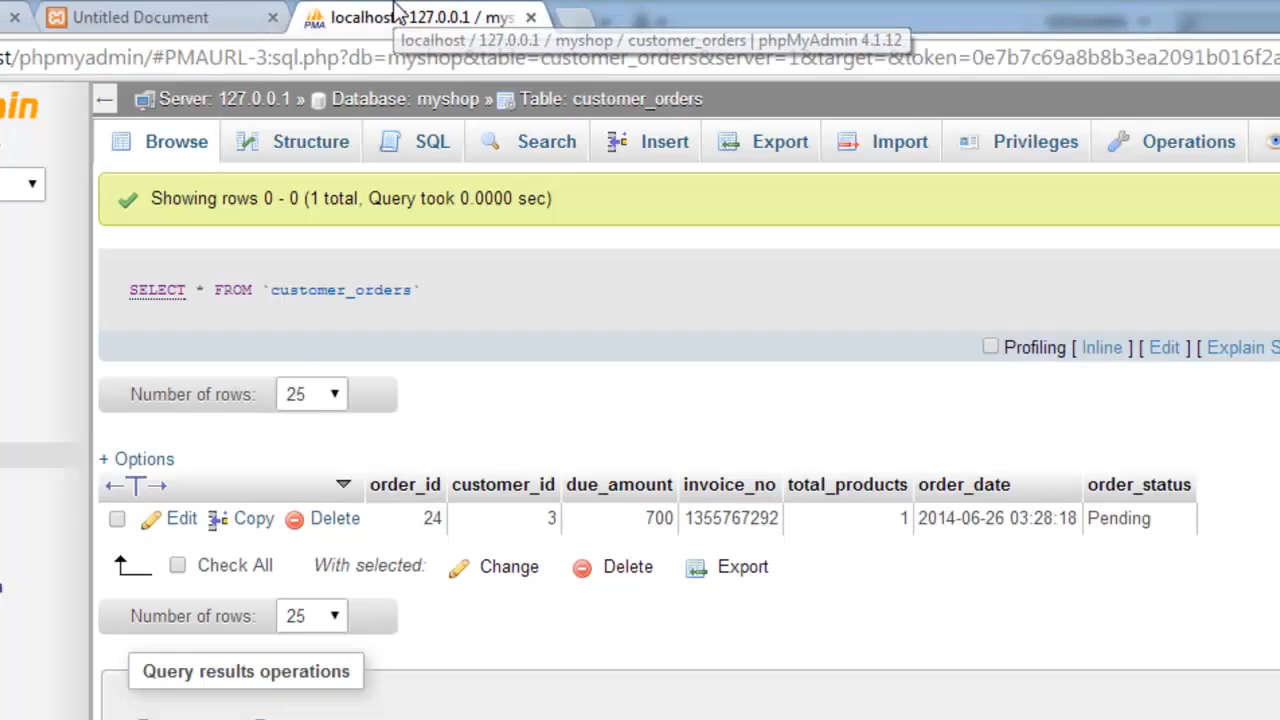 Untitled Document
localhost / 127.0.0.1 / mys
localhost / 127.0.0.1 / myshop / customer_orders | phpMyAdmin 4.1.12
st/phpmyadmin/#PMAURL-3:sql.php?db=myshop&table=customer_orders&server=1&target=&token=0e7b7c69a8b8b3ea2091b016f2a
Server: 127.0.0.1 » Database: myshop » Table: customer_orders
Browse Structure SQL Search Insert Export Import Privileges Operations
Showing rows 0 - 0 (1 total, Query took 0.0000 sec)
SELECT * FROM `customer_orders`
Profiling [ Inline ] [ Edit ] [ Explain S
Number of rows: 25
+ Options
order_id customer_id due_amount invoice_no total_products order_date order_status
Edit Copy Delete 24 3 700 1355767292 1 2014-06-26 03:28:18 Pending
Check All With selected: Change Delete Export
Number of rows: 25
Query results operations